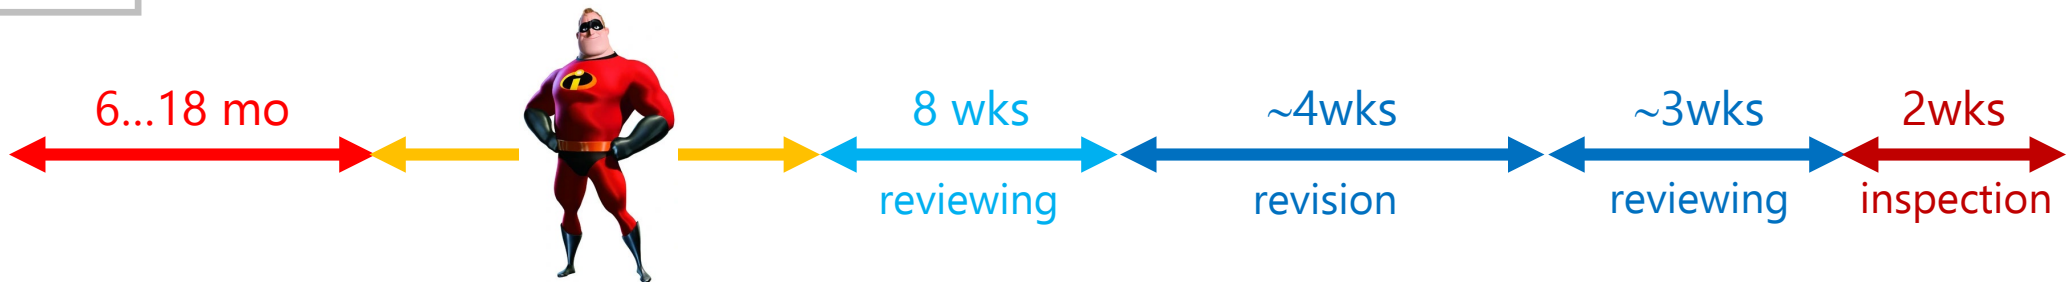 6...18 mo
8 wks
~4wks
~3wks
2wks
reviewing
revision
reviewing
inspection